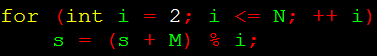 for (int i = 2; i <= N; ++ i)
    s = (s + M) % i;